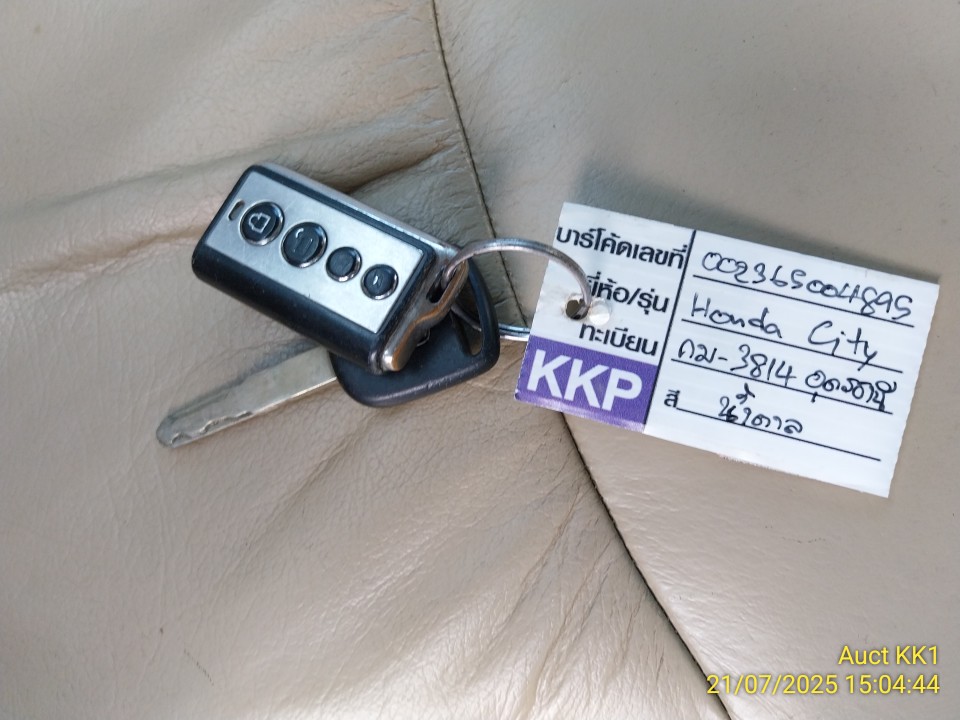 บาร์โค้ดเลขที่ 002365004895
ยี่ห้อ/รุ่น Honda City
ทะเบียน กม-3814 อุดรธานี
KKP สี น้ำตาล
Auct KK1
21/07/2025 15:04:44